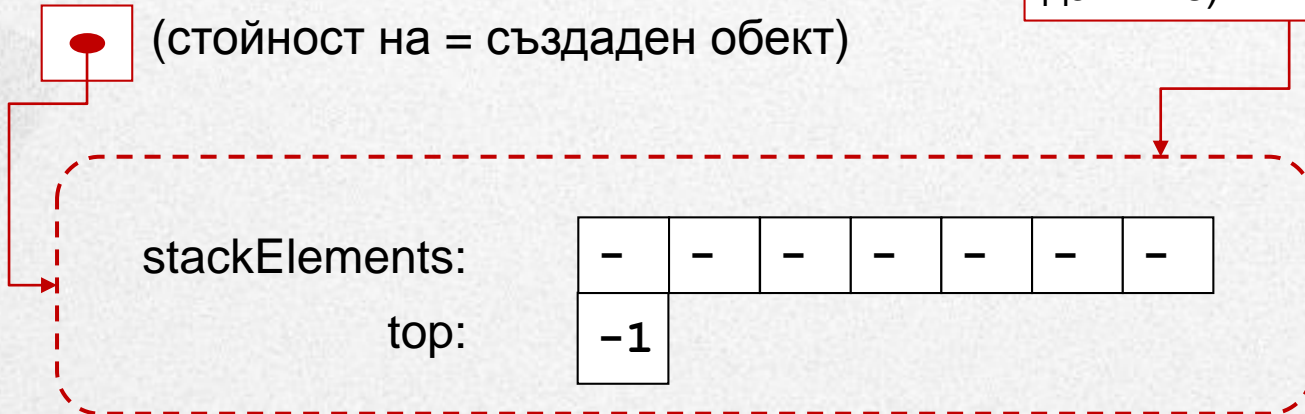 (стойност на = създаден обект)
stackElements: - - - - - - -
top: -1